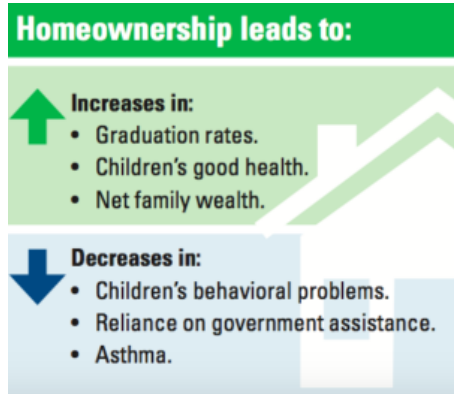 Homeownership leads to:
Increases in:
• Graduation rates.
• Children's good health.
• Net family wealth.
Decreases in:
• Children's behavioral problems.
• Reliance on government assistance.
• Asthma.